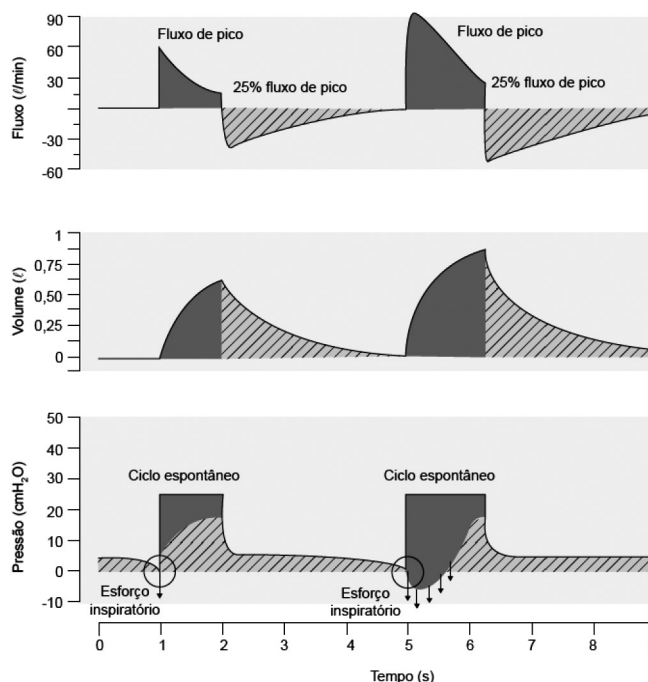 90
60
30
-30
-60
Fluxo (ℓ/min)
Fluxo de pico
25% fluxo de pico
Fluxo de pico
25% fluxo de pico
1
0,75
0,50
0,25
0
Volume (ℓ)
50
40
30
20
10
0
-10
Pressão (cmH₂O)
Ciclo espontâneo
Ciclo espontâneo
Esforço
inspiratório
Esforço
inspiratório
0 1 2 3 4 5 6 7 8
Tempo (s)